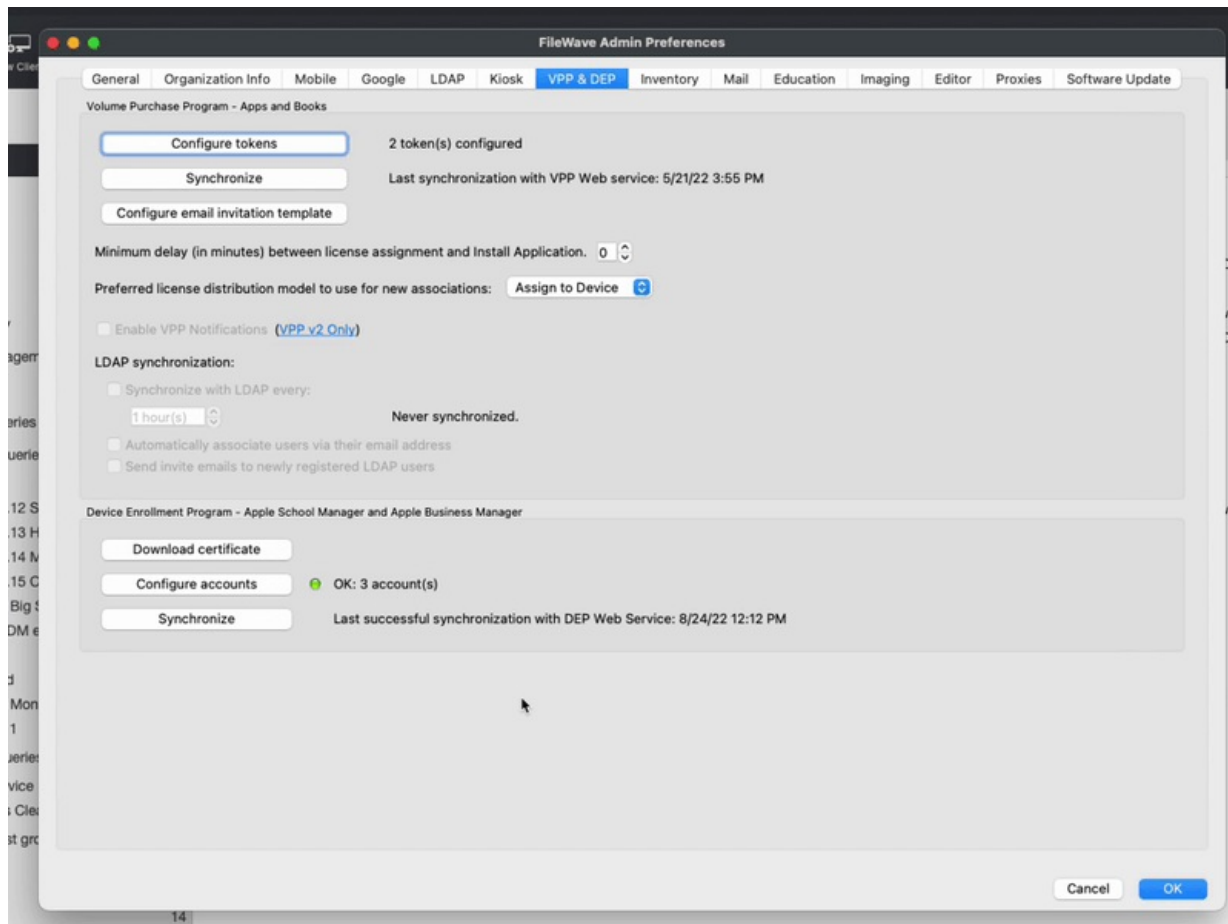 FileWave Admin Preferences
General Organization Info Mobile Google LDAP Kiosk VPP & DEP Inventory Mail Education Imaging Editor Proxies Software Update
Volume Purchase Program - Apps and Books
Configure tokens 2 token(s) configured
Synchronize Last synchronization with VPP Web service: 5/21/22 3:55 PM
Configure email invitation template
Minimum delay (in minutes) between license assignment and Install Application. 0
Preferred license distribution model to use for new associations: Assign to Device
Enable VPP Notifications (VPP v2 Only)
LDAP synchronization:
Synchronize with LDAP every:
1 hour(s) Never synchronized.
Automatically associate users via their email address
Send invite emails to newly registered LDAP users
Device Enrollment Program - Apple School Manager and Apple Business Manager
Download certificate
Configure accounts OK: 3 account(s)
Synchronize Last successful synchronization with DEP Web Service: 8/24/22 12:12 PM
Cancel OK
14